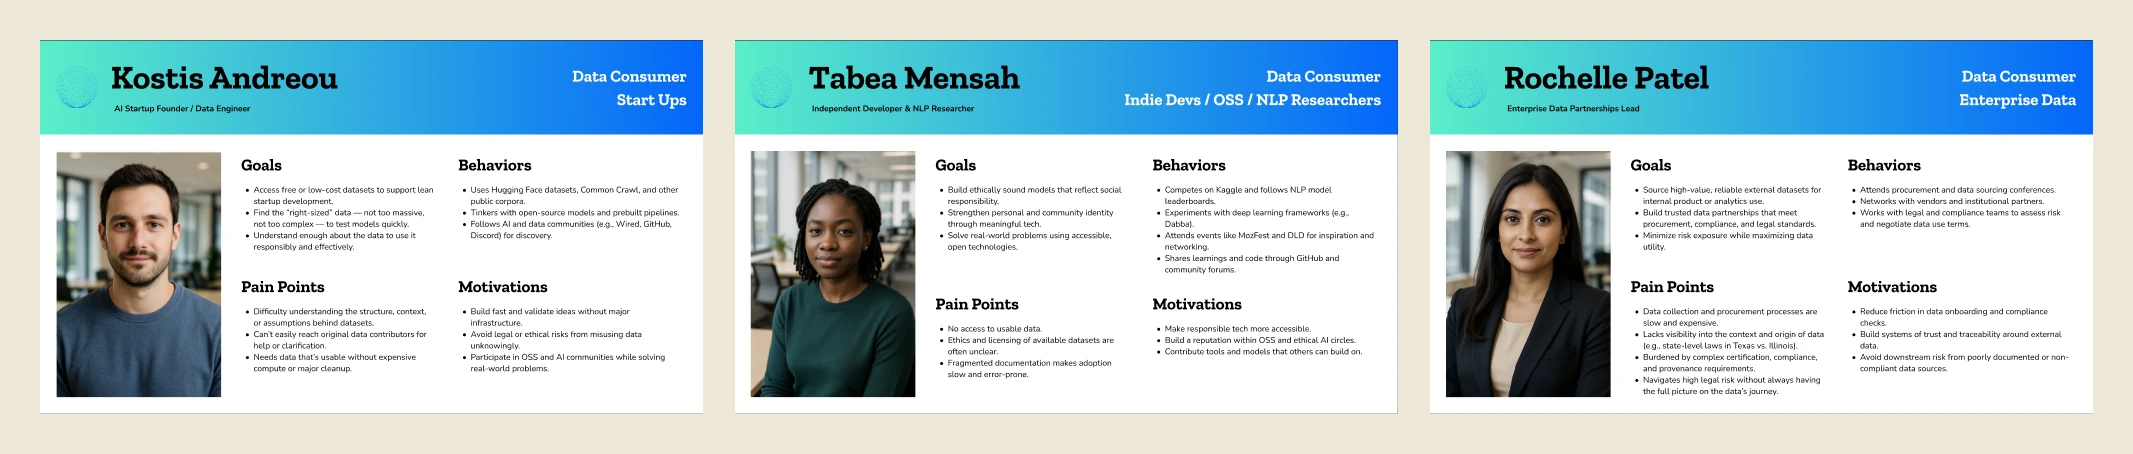 Kostis Andreou
AI Startup Founder / Data Engineer
Data Consumer
Start Ups
Goals
• Access free or low-cost datasets to support lean
startup development.
• Find the “right-sized” data — not too massive,
not too complex — to test models quickly.
• Understand enough about the data to use it
responsibly and effectively.
Behaviors
• Uses Hugging Face datasets, Common Crawl, and other
public corpora.
• Tinkers with open-source models and prebuilt pipelines.
• Follows AI and data communities (e.g., Wired, GitHub,
Discord) for discovery.
Pain Points
• Difficulty understanding the structure, context,
or assumptions behind datasets.
• Can’t easily reach original data contributors for
help or clarification.
• Needs data that’s usable without expensive
compute or major cleanup.
Motivations
• Build fast and validate ideas without major
infrastructure.
• Avoid legal or ethical risks from misusing data
unknowingly.
• Participate in OSS and AI communities while solving
real-world problems.
Tabea Mensah
Independent Developer & NLP Researcher
Data Consumer
Indie Devs / OSS / NLP Researchers
Goals
• Build ethically sound models that reflect social
responsibility.
• Strengthen personal and community identity
through meaningful tech.
• Solve real-world problems using accessible,
open technologies.
Behaviors
• Competes on Kaggle and follows NLP model
leaderboards.
• Experiments with deep learning frameworks (e.g.,
Dabba).
• Attends events like MozFest and DLD for inspiration and
networking.
• Shares learnings and code through GitHub and
community forums.
Pain Points
• No access to usable data.
• Ethics and licensing of available datasets are
often unclear.
• Fragmented documentation makes adoption
slow and error-prone.
Motivations
• Make responsible tech more accessible.
• Build a reputation within OSS and ethical AI circles.
• Contribute tools and models that others can build on.
Rochelle Patel
Enterprise Data Partnerships Lead
Data Consumer
Enterprise Data
Goals
• Source high-value, reliable external datasets for
internal product or analytics use.
• Build trusted data partnerships that meet
procurement, compliance, and legal standards.
• Minimize risk exposure while maximizing data
utility.
Behaviors
• Attends procurement and data sourcing conferences.
• Networks with vendors and institutional partners.
• Works with legal and compliance teams to assess risk
and negotiate data use terms.
Pain Points
• Data collection and procurement processes are
slow and expensive.
• Lacks visibility into the context and origin of data
(e.g., state-level laws in Texas vs. Illinois).
• Burdened by complex certification, compliance,
and provenance requirements.
• Navigates high legal risk without always having
the full picture on the data’s journey.
Motivations
• Reduce friction in data onboarding and compliance
checks.
• Build systems of trust and traceability around external
data.
• Avoid downstream risk from poorly documented or non-
compliant data sources.